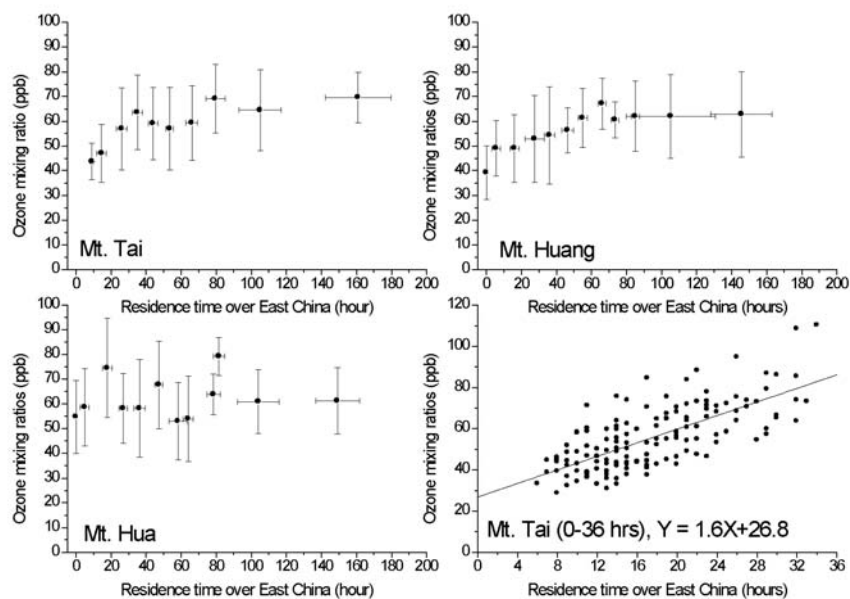 100
90
80
70
60
50
40
30
20
10
0
Ozone mixing ratio (ppb)
Mt. Tai
0 20 40 60 80 100 120 140 160 180 200
Residence time over East China (hour)
100
90
80
70
60
50
40
30
20
10
0
Ozone mixing ratios (ppb)
Mt. Huang
0 20 40 60 80 100 120 140 160 180 200
Residence time over East China (hours)
100
90
80
70
60
50
40
30
20
10
0
Ozone mixing ratios (ppb)
Mt. Hua
0 20 40 60 80 100 120 140 160 180 200
Residence time over East China (hour)
120
100
80
60
40
20
0
Ozone mixing ratios (ppb)
Mt. Tai (0-36 hrs), Y = 1.6X+26.8
0 4 8 12 16 20 24 28 32 36
Residence time over East China (hours)